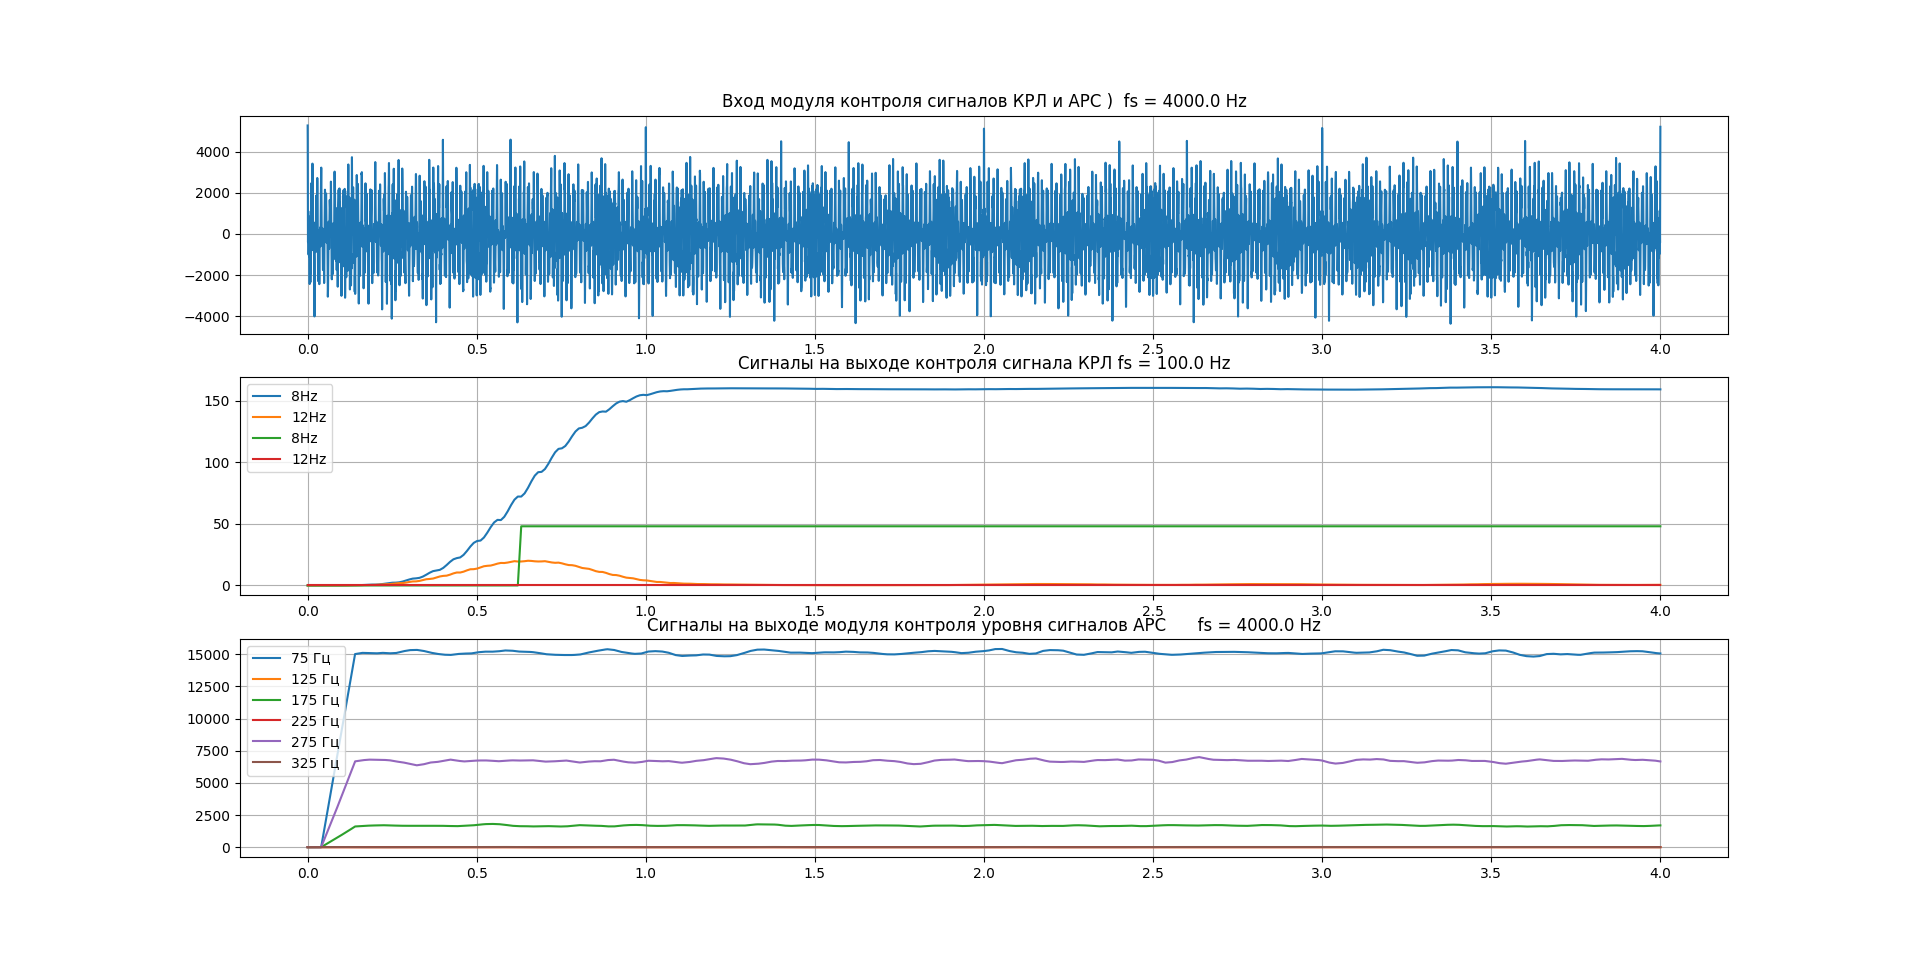 Вход модуля контроля сигналов КРЛ и АРС )  fs = 4000.0 Hz
4000
2000
0
−2000
−4000
0.0 0.5 1.0 1.5 2.0 2.5 3.0 3.5 4.0
Сигналы на выходе контроля сигнала КРЛ fs = 100.0 Hz
8Hz
12Hz
8Hz
12Hz
150
100
50
0
0.0 0.5 1.0 1.5 2.0 2.5 3.0 3.5 4.0
Сигналы на выходе модуля контроля уровня сигналов АРС      fs = 4000.0 Hz
75 Гц
125 Гц
175 Гц
225 Гц
275 Гц
325 Гц
15000
12500
10000
7500
5000
2500
0
0.0 0.5 1.0 1.5 2.0 2.5 3.0 3.5 4.0